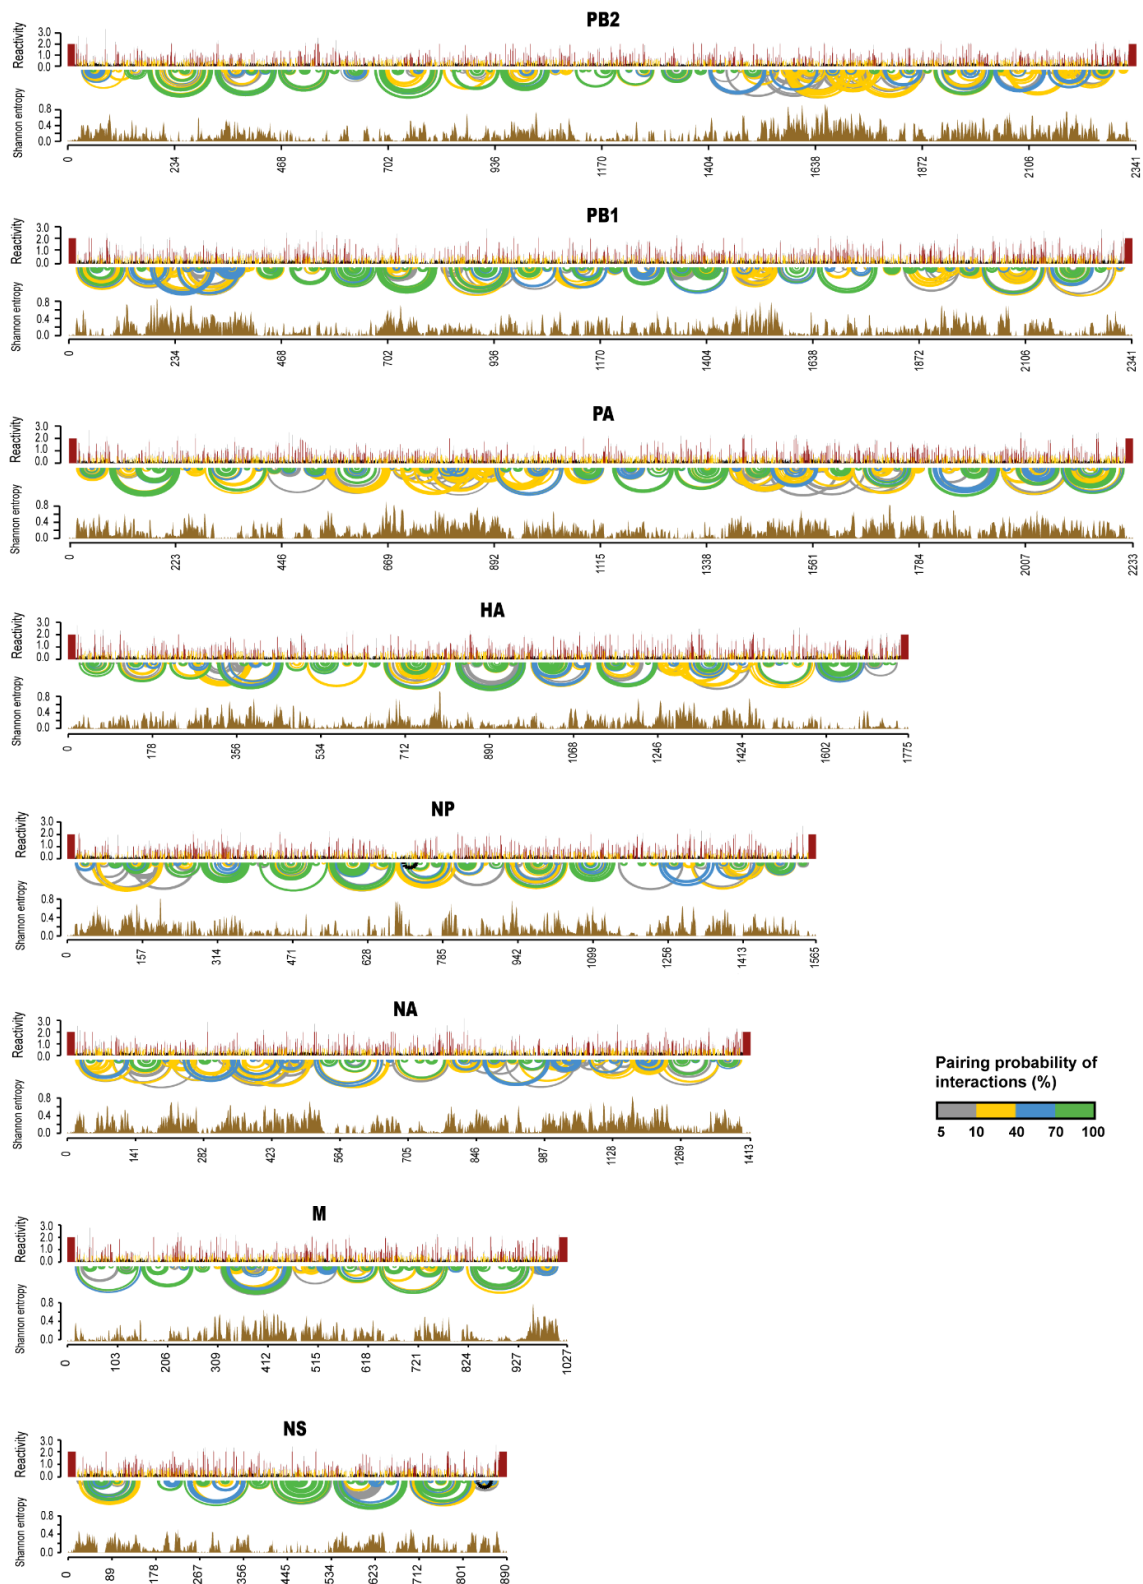 PB2
Reactivity
3.0
2.0
1.0
0.0
Shannon entropy
0.8
0.4
0.0
0 234 468 702 936 1170 1404 1638 1872 2106 2341
PB1
Reactivity
3.0
2.0
1.0
0.0
Shannon entropy
0.8
0.4
0.0
0 234 468 702 936 1170 1404 1638 1872 2106 2341
PA
Reactivity
3.0
2.0
1.0
0.0
Shannon entropy
0.8
0.4
0.0
0 223 446 669 892 1115 1338 1561 1784 2007 2233
HA
Reactivity
3.0
2.0
1.0
0.0
Shannon entropy
0.8
0.4
0.0
0 178 356 534 712 890 1068 1246 1424 1602 1775
NP
Reactivity
3.0
2.0
1.0
0.0
Shannon entropy
0.8
0.4
0.0
0 157 314 471 628 785 942 1099 1256 1413 1565
NA
Reactivity
3.0
2.0
1.0
0.0
Shannon entropy
0.8
0.4
0.0
0 141 282 423 564 705 846 987 1128 1269 1413
Pairing probability of
interactions (%)
5 10 40 70 100
M
Reactivity
3.0
2.0
1.0
0.0
Shannon entropy
0.8
0.4
0.0
0 103 206 309 412 515 618 721 824 927 1027
NS
Reactivity
3.0
2.0
1.0
0.0
Shannon entropy
0.8
0.4
0.0
0 89 178 267 356 445 534 623 712 801 890